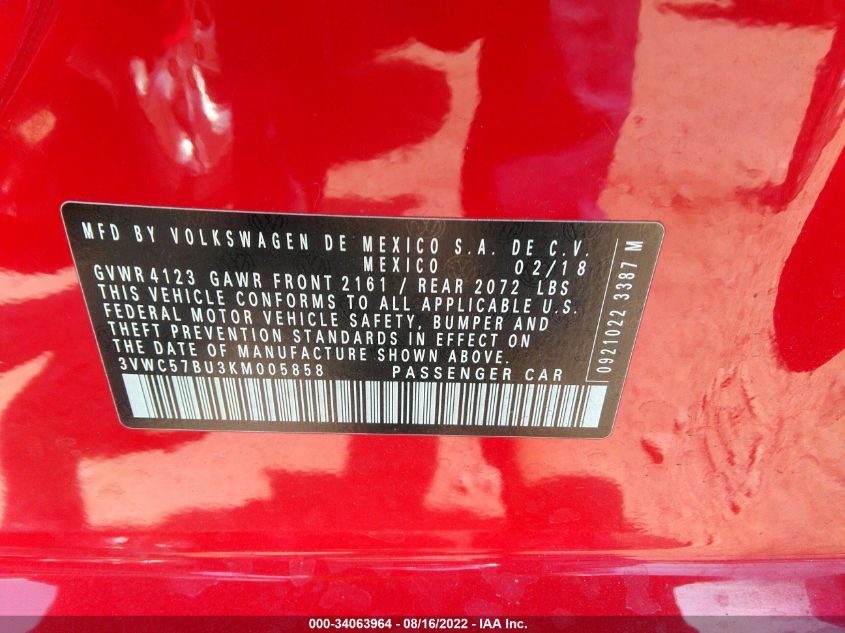 MFD BY VOLKSWAGEN DE MEXICO S.A. DE C.V.
MEXICO 02/18
GVWR 4123 GAWR FRONT 2161 / REAR 2072 LBS
THIS VEHICLE CONFORMS TO ALL APPLICABLE U.S.
FEDERAL MOTOR VEHICLE SAFETY, BUMPER AND
THEFT PREVENTION STANDARDS IN EFFECT ON
THE DATE OF MANUFACTURE SHOWN ABOVE.
3VWC57BU3KM005858 PASSENGER CAR
0921022 3387 M
000-34063964 - 08/16/2022 - IAA Inc.